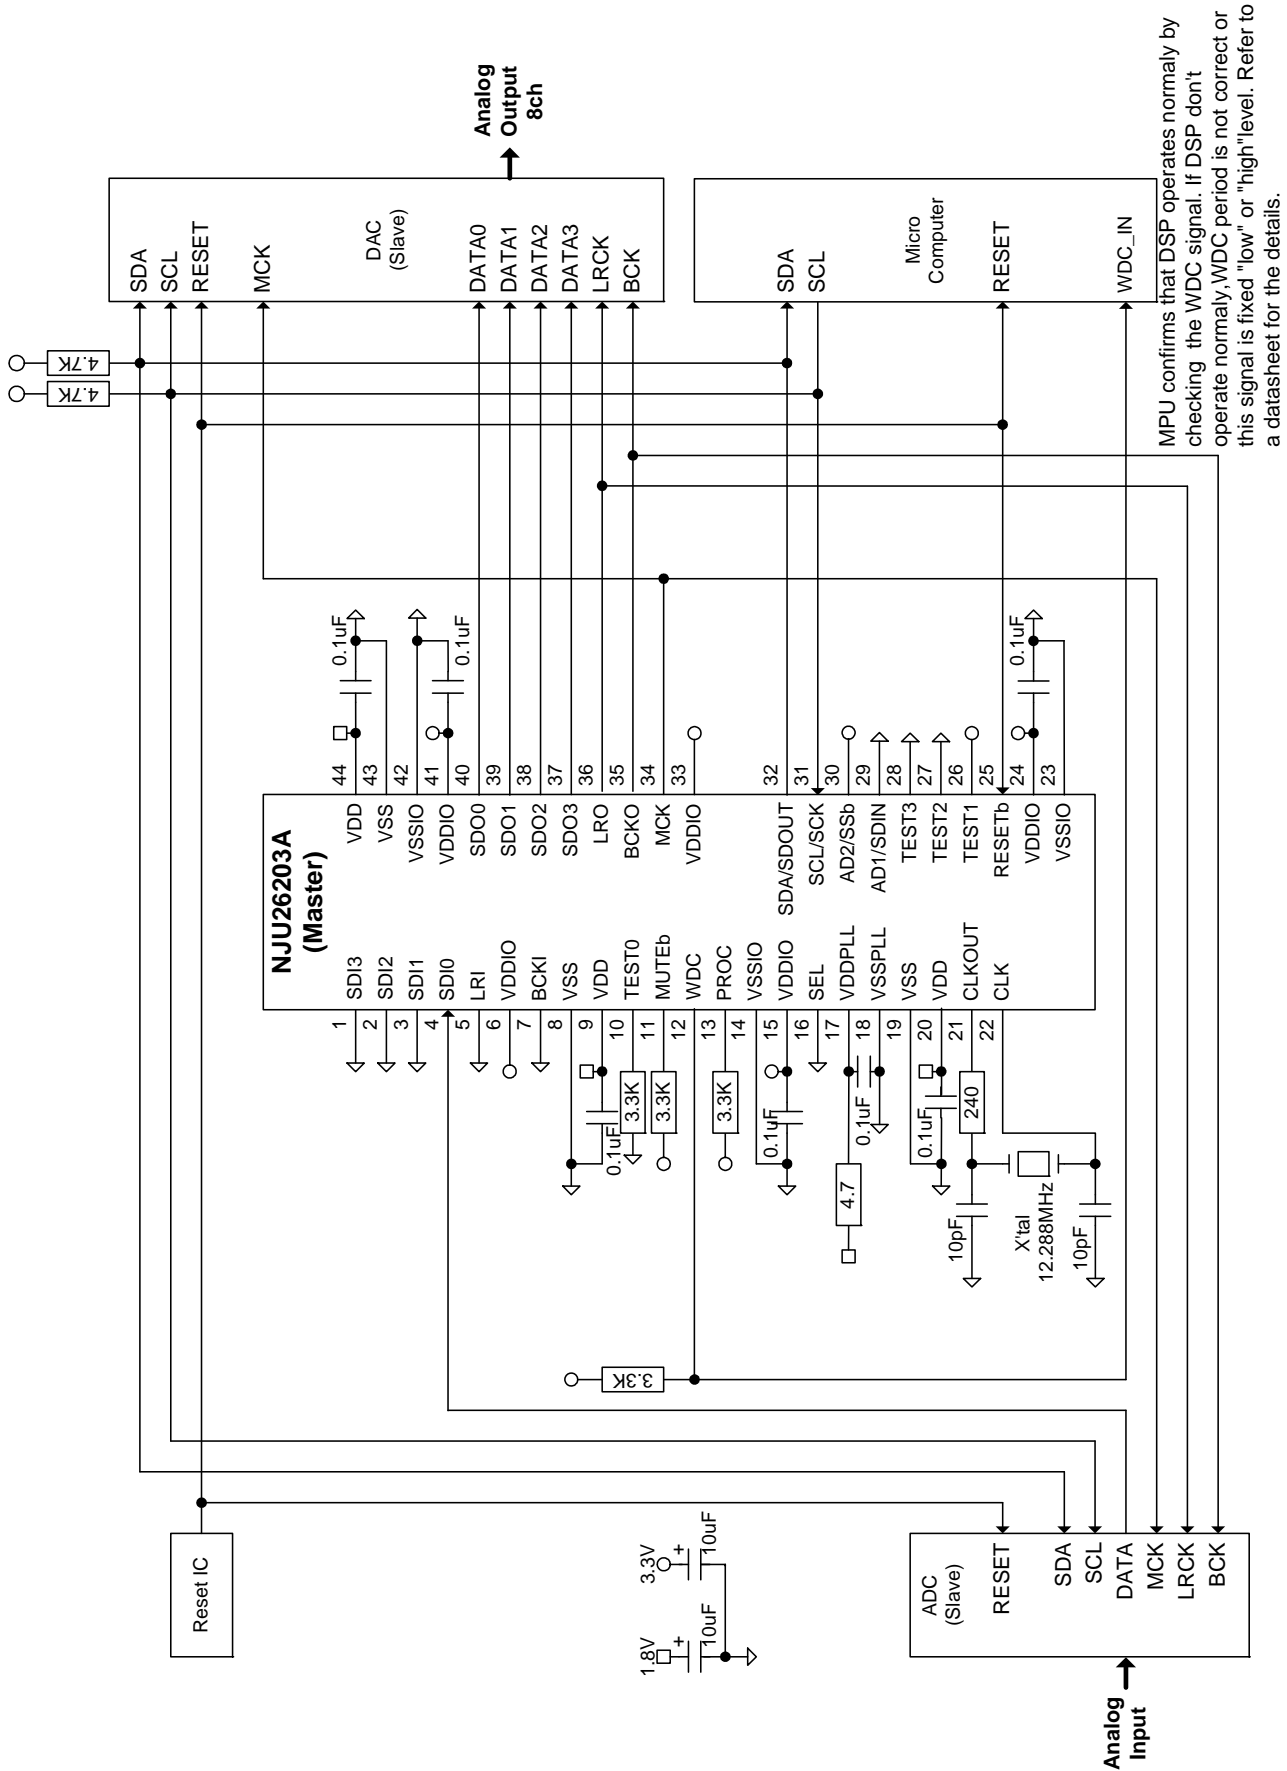 Analog
Output
8ch
DAC
(Slave)
SDA
SCL
RESET
MCK
DATA0
DATA1
DATA2
DATA3
LRCK
BCK
4.7K
4.7K
Micro
Computer
SDA
SCL
RESET
WDC_IN
MPU confirms that DSP operates normaly by
checking the WDC signal. If DSP don't
operate normaly,WDC period is not correct or
this signal is fixed "low" or "high"level. Refer to
a datasheet for the details.
NJU26203A
(Master)
0.1uF
0.1uF
0.1uF
44 VDD
43 VSS
42 VSSIO
41 VDDIO
40 SDO0
39 SDO1
38 SDO2
37 SDO3
36 LRO
35 BCKO
34 MCK
33 VDDIO
32 SDA/SDOUT
31 SCL/SCK
30 AD2/SSb
29 AD1/SDIN
28 TEST3
27 TEST2
26 TEST1
25 RESETb
24 VDDIO
23 VSSIO
1 SDI3
2 SDI2
3 SDI1
4 SDI0
5 LRI
6 VDDIO
7 BCKI
8 VSS
9 VDD
10 TEST0
11 MUTEb
12 WDC
13 PROC
14 VSSIO
15 VDDIO
16 SEL
17 VDDPLL
18 VSSPLL
19 VSS
20 VDD
21 CLKOUT
22 CLK
0.1uF
3.3K
3.3K
3.3K
0.1uF
4.7
0.1uF
0.1uF
240
10pF
X'tal
12.288MHz
10pF
3.3K
Reset IC
1.8V
+
10uF
3.3V
+
10uF
ADC
(Slave)
RESET
SDA
SCL
DATA
MCK
LRCK
BCK
Analog
Input